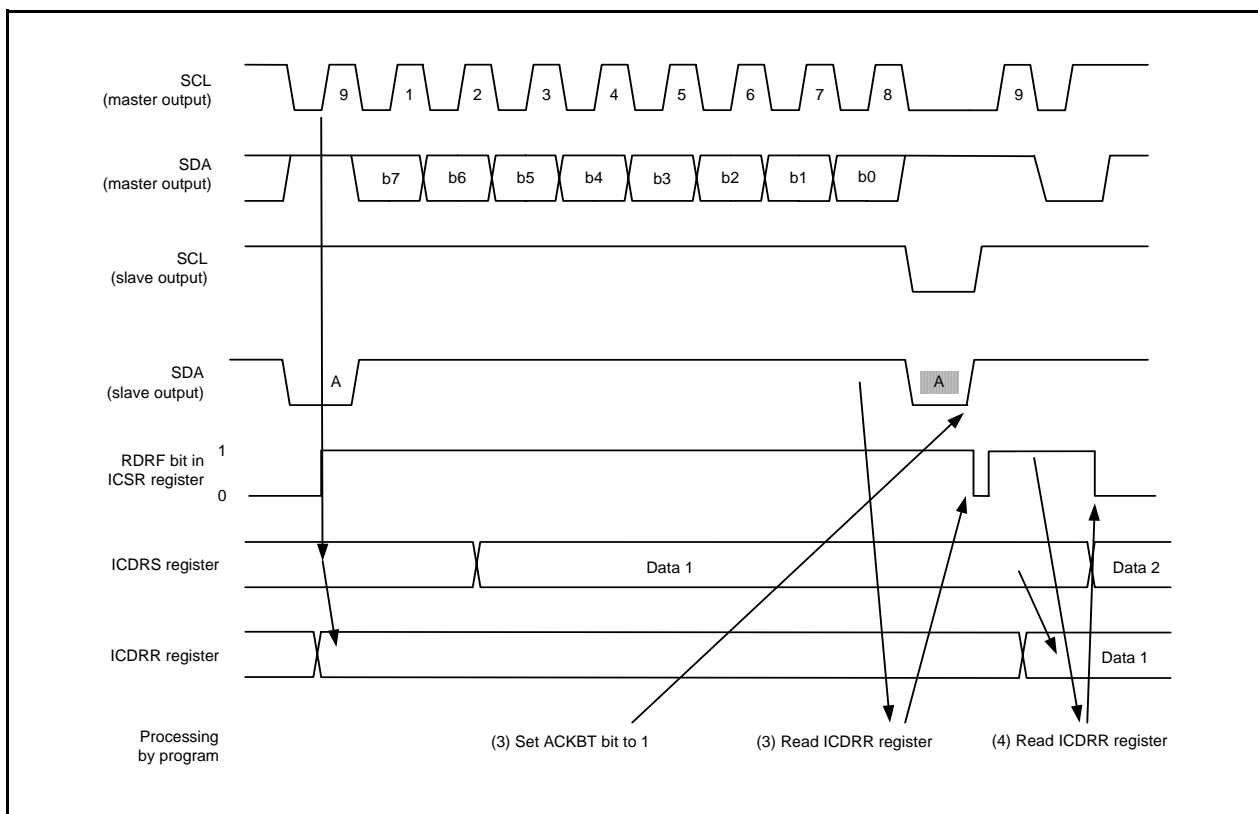 SCL
(master output)
9 1 2 3 4 5 6 7 8 9
SDA
(master output)
b7 b6 b5 b4 b3 b2 b1 b0
SCL
(slave output)
SDA
(slave output)
A A
RDRF bit in
ICSR register
1
0
ICDRS register
Data 1 Data 2
ICDRR register
Data 1
Processing
by program
(3) Set ACKBT bit to 1 (3) Read ICDRR register (4) Read ICDRR register